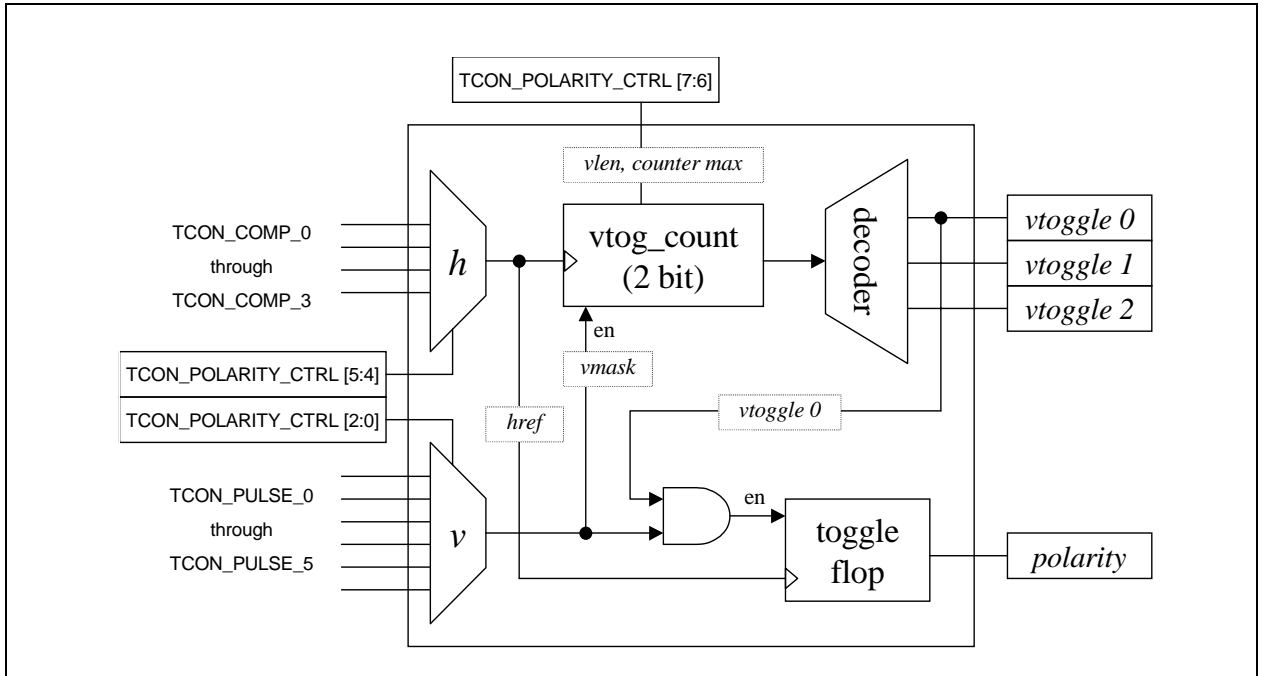 TCON_POLARITY_CTRL [7:6]
vlen, counter max
TCON_COMP_0
through
TCON_COMP_3
h
vtog_count
(2 bit)
decoder
vtoggle 0
vtoggle 1
vtoggle 2
en
vmask
TCON_POLARITY_CTRL [5:4]
TCON_POLARITY_CTRL [2:0]
href
vtoggle 0
TCON_PULSE_0
through
TCON_PULSE_5
v
en
toggle
flop
polarity